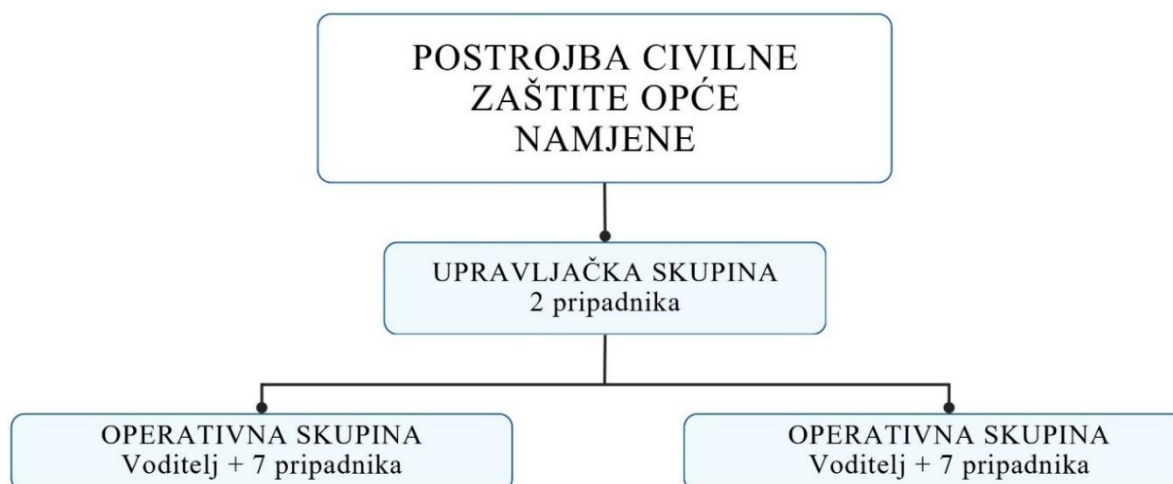 POSTROJBA CIVILNE
ZAŠTITE OPĆE
NAMJENE
UPRAVLJAČKA SKUPINA
2 pripadnika
OPERATIVNA SKUPINA
Voditelj + 7 pripadnika
OPERATIVNA SKUPINA
Voditelj + 7 pripadnika